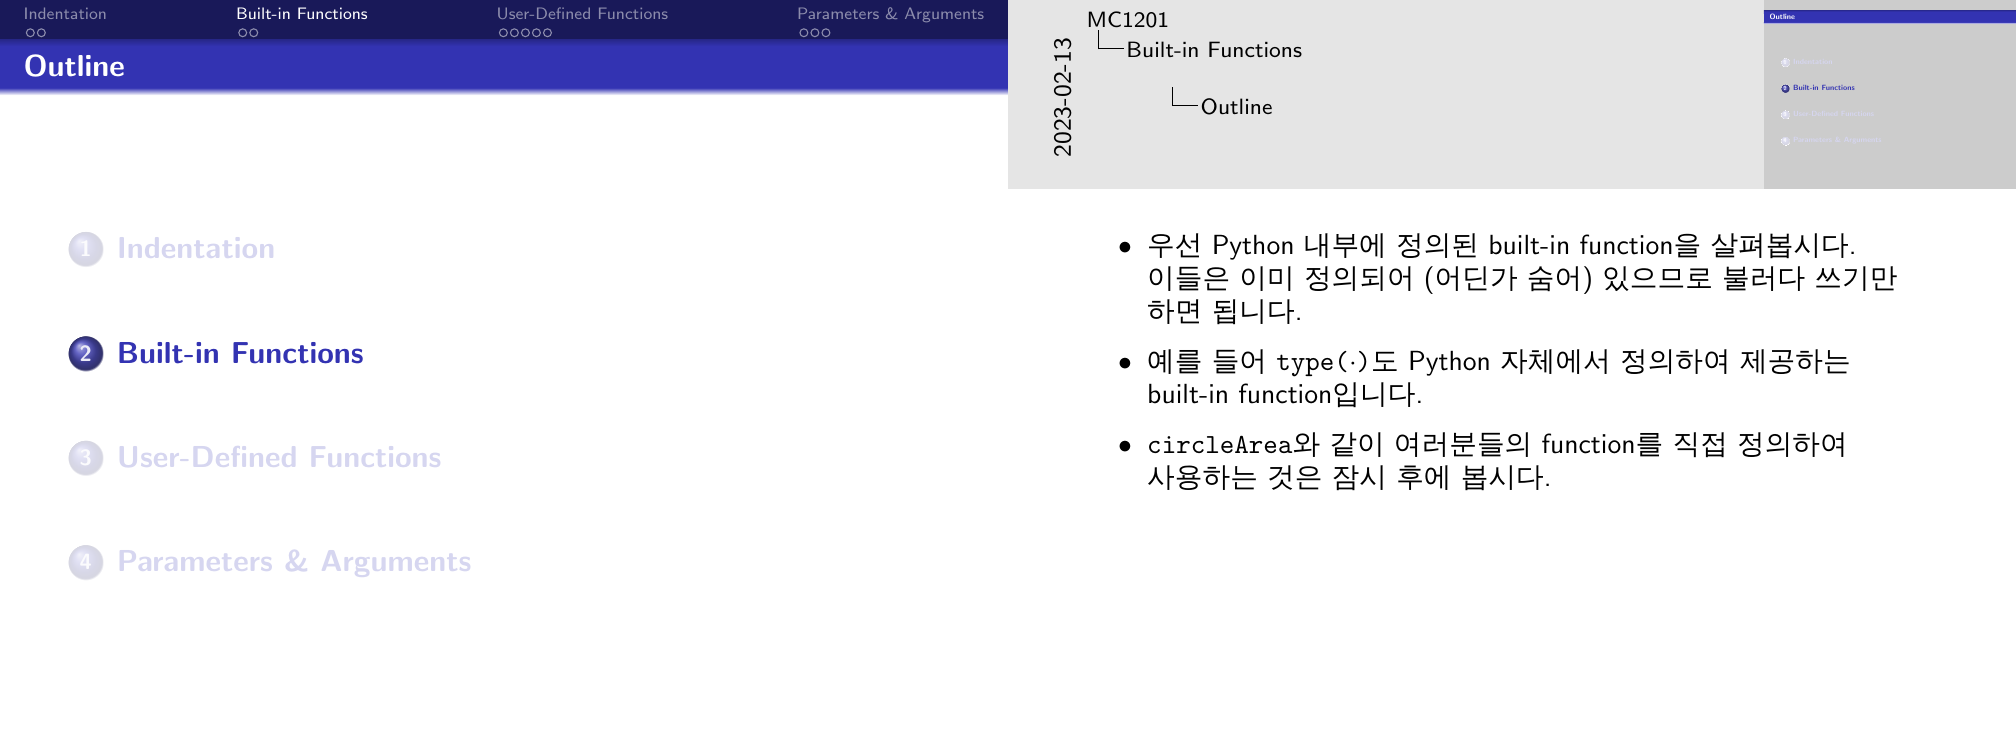 Indentation
Built-in Functions
User-Defined Functions
Parameters & Arguments
Outline
1 Indentation
2 Built-in Functions
3 User-Defined Functions
4 Parameters & Arguments
2023-02-13
MC1201
Built-in Functions
Outline
Outline
1 Indentation
2 Built-in Functions
3 User-Defined Functions
4 Parameters & Arguments
• 우선 Python 내부에 정의된 built-in function을 살펴봅시다.
이들은 이미 정의되어 (어딘가 숨어) 있으므로 불러다 쓰기만
하면 됩니다.
• 예를 들어 type(·)도 Python 자체에서 정의하여 제공하는
built-in function입니다.
• circleArea와 같이 여러분들의 function를 직접 정의하여
사용하는 것은 잠시 후에 봅시다.